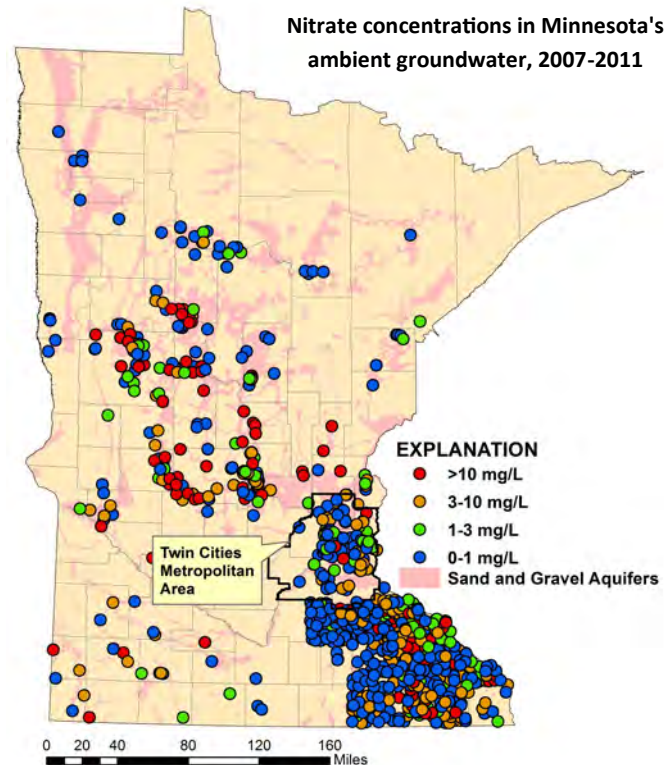 Nitrate concentrations in Minnesota's
ambient groundwater, 2007-2011
EXPLANATION
>10 mg/L
3-10 mg/L
1-3 mg/L
0-1 mg/L
Sand and Gravel Aquifers
Twin Cities
Metropolitan
Area
0 20 40 80 120 160
Miles